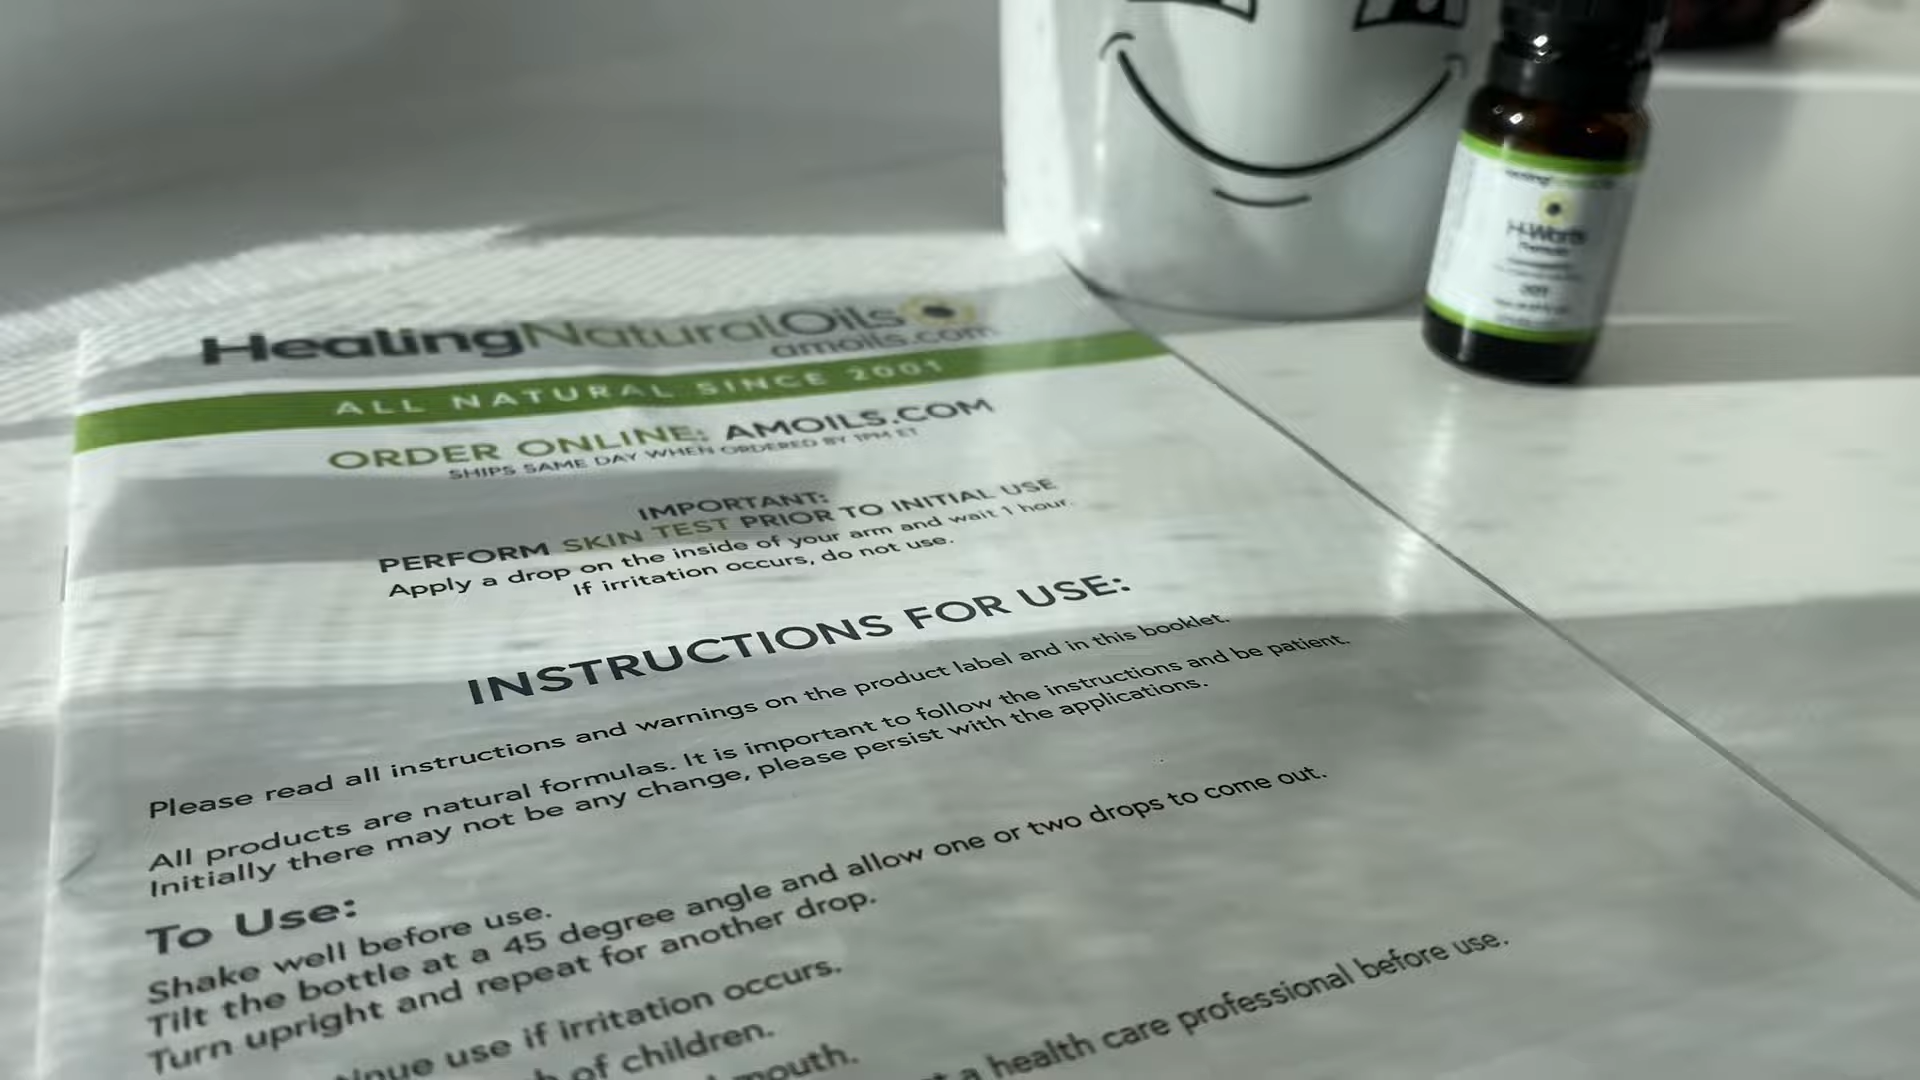 HealingNaturalOils
amoils.com
ALL NATURAL SINCE 2001
ORDER ONLINE: AMOILS.COM
SHIPS SAME DAY WHEN ORDERED BY 1PM ET
IMPORTANT:
PERFORM SKIN TEST PRIOR TO INITIAL USE
Apply a drop on the inside of your arm and wait 1 hour.
If irritation occurs, do not use.
INSTRUCTIONS FOR USE:
Please read all instructions and warnings on the product label and in this booklet.
All products are natural formulas. It is important to follow the instructions and be patient.
Initially there may not be any change, please persist with the applications.
To Use:
Shake well before use.
Tilt the bottle at a 45 degree angle and allow one or two drops to come out.
Turn upright and repeat for another drop.
use if irritation occurs.
of children.
mouth.
a health care professional before use.
H-Warts